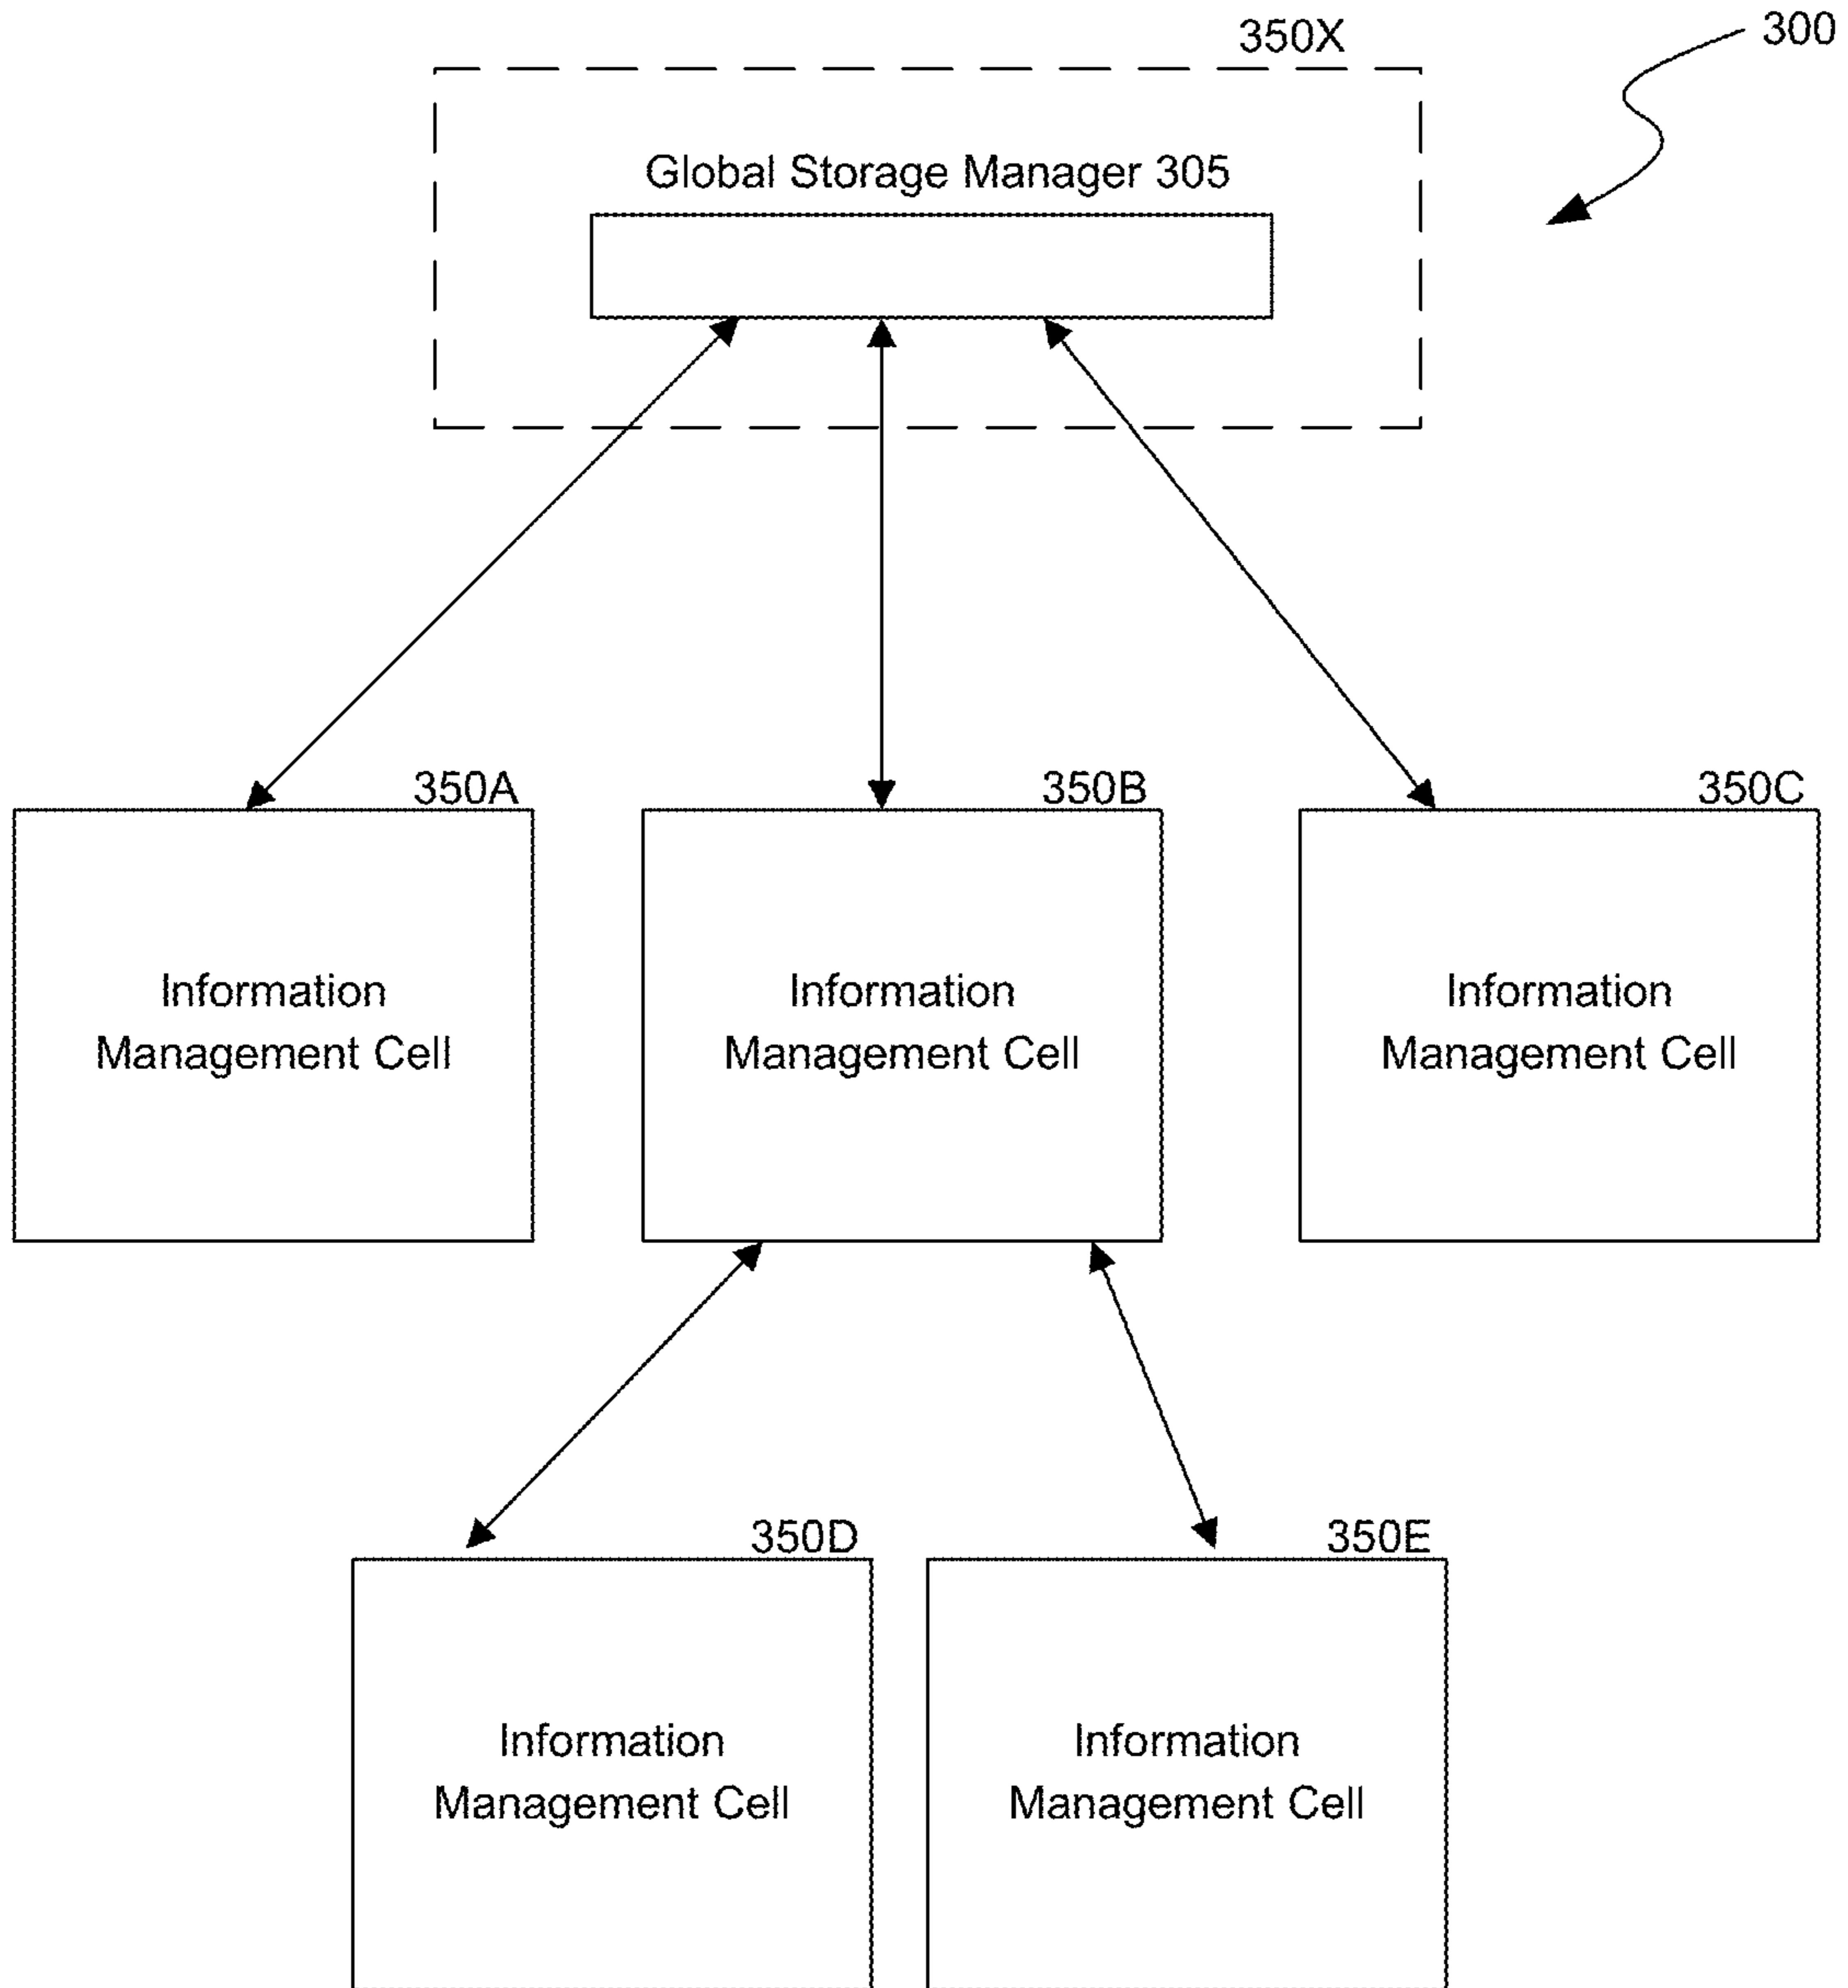 350X
300
Global Storage Manager 305
350A
350B
350C
Information
Management Cell
Information
Management Cell
Information
Management Cell
350D
350E
Information
Management Cell
Information
Management Cell